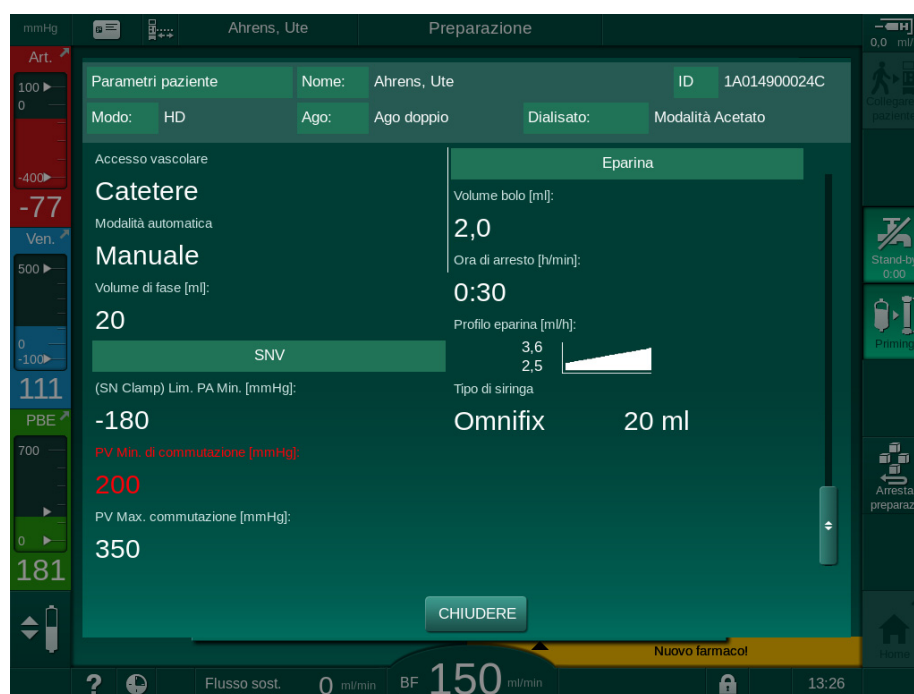 mmHg Ahrens, Ute Preparazione 0,0 ml/
Art.
100
0
-400
-77
Ven.
500
0
-100
111
PBE
700
0
181
Parametri paziente Nome: Ahrens, Ute ID 1A014900024C
Modo: HD Ago: Ago doppio Dialisato: Modalità Acetato
Accesso vascolare
Catetere
Modalità automatica
Manuale
Volume di fase [ml]:
20
SNV
(SN Clamp) Lim. PA Min. [mmHg]:
-180
PV Min. di commutazione [mmHg]:
200
PV Max. commutazione [mmHg]:
350
Eparina
Volume bolo [ml]:
2,0
Ora di arresto [h/min]:
0:30
Profilo eparina [ml/h]:
3,6
2,5
Tipo di siringa
Omnifix 20 ml
CHIUDERE
Collegare
paziente
Stand-by
0:00
Priming
Arresta
preparaz
Home
Nuovo farmaco!
? Flusso sost. 0 ml/min BF 150 ml/min 13:26